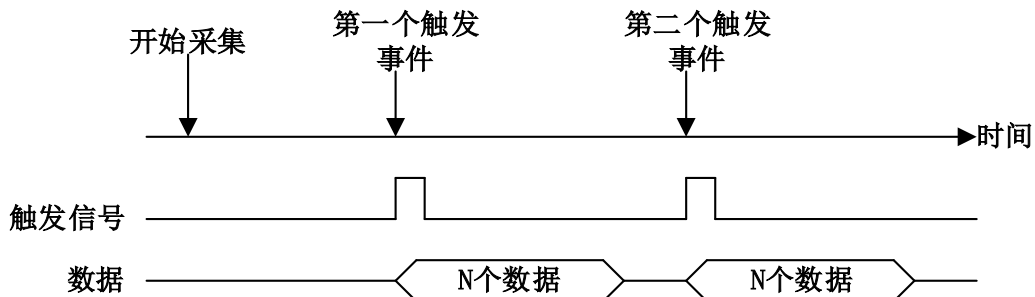 开始采集
第一个触发
事件
第二个触发
事件
时间
触发信号
数据
N个数据
N个数据